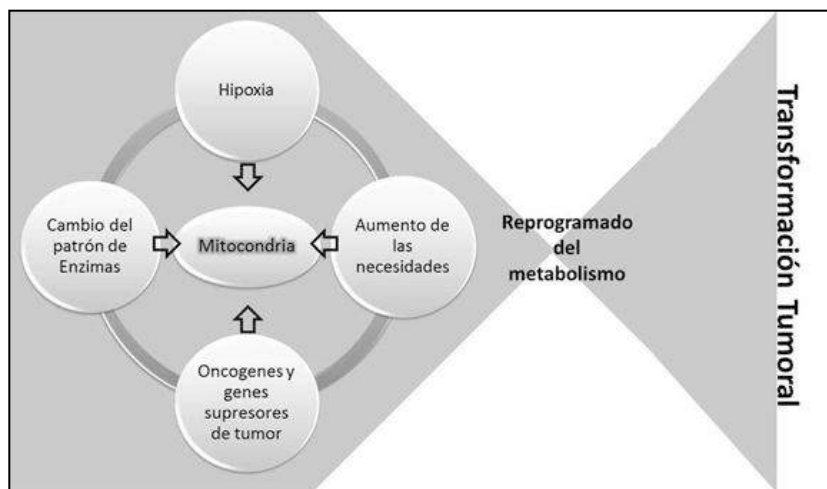 Hipoxia
Cambio del
patrón de
Enzimas
Mitocondria
Aumento de
las
necesidades
Oncogenes y
genes
supresores
de tumor
Reprogramado
del
metabolismo
Transformación Tumoral